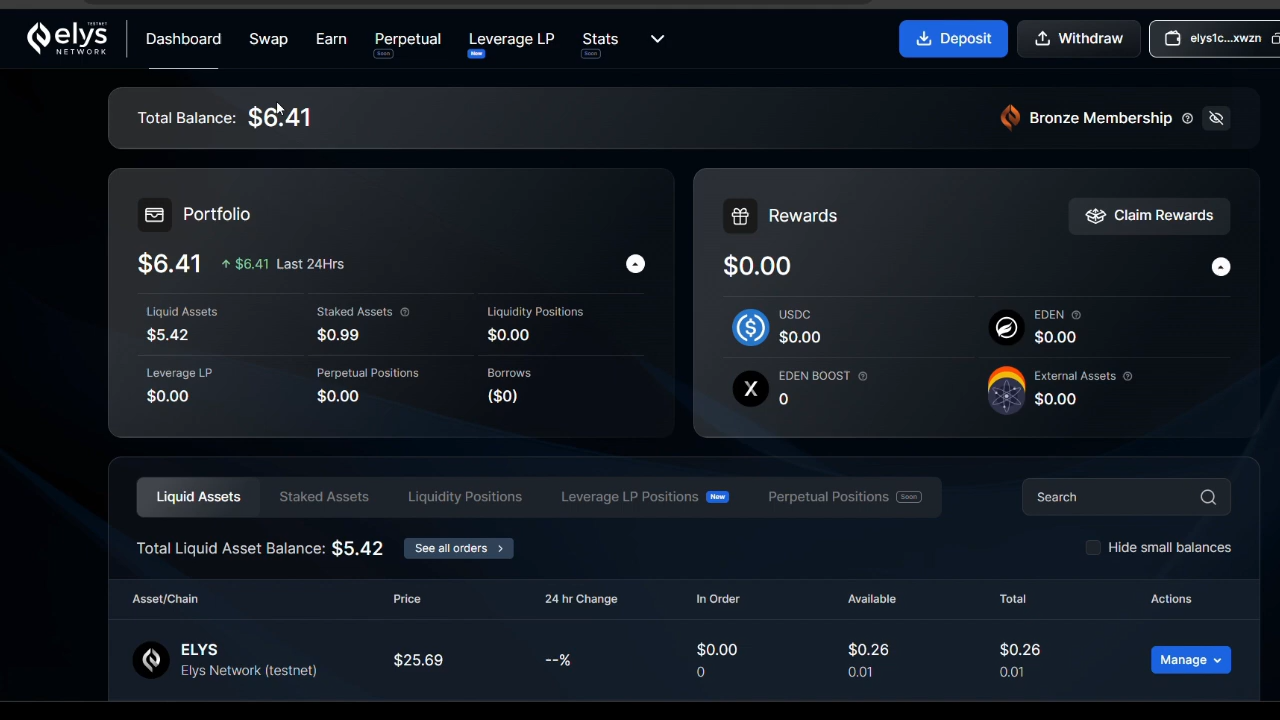 TESTNET
elys
NETWORK
Dashboard Swap Earn Perpetual Leverage LP Stats
Soon New Soon
Deposit Withdraw elys1c...xwzn
Total Balance: $6.41
Bronze Membership
Portfolio
$6.41 $6.41 Last 24Hrs
Liquid Assets Staked Assets Liquidity Positions
$5.42 $0.99 $0.00
Leverage LP Perpetual Positions Borrows
$0.00 $0.00 ($0)
Rewards Claim Rewards
$0.00
USDC EDEN
$0.00 $0.00
X EDEN BOOST External Assets
0 $0.00
Liquid Assets Staked Assets Liquidity Positions Leverage LP Positions New Perpetual Positions Soon Search
Total Liquid Asset Balance: $5.42 See all orders > Hide small balances
Asset/Chain Price 24 hr Change In Order Available Total Actions
ELYS $0.00 $0.26 $0.26
$25.69 --% Manage
Elys Network (testnet) 0 0.01 0.01